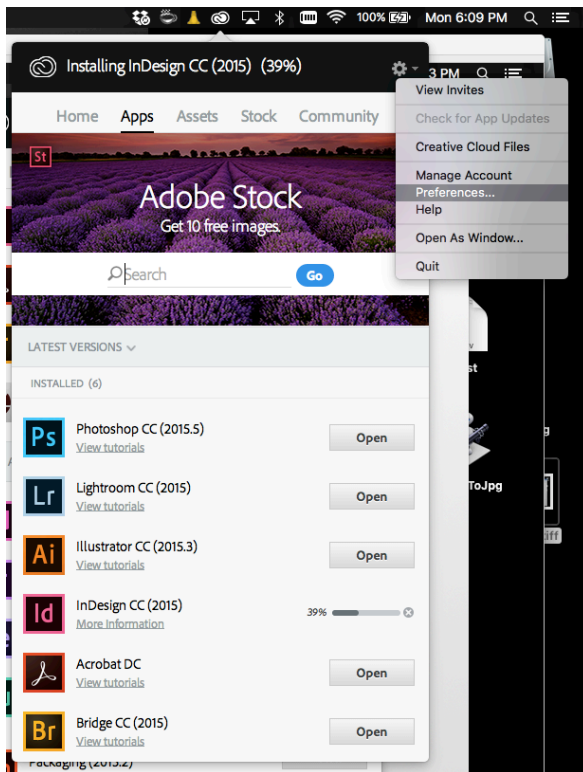 100% Mon 6:09 PM
Installing InDesign CC (2015) (39%)
3 PM
View Invites
Check for App Updates
Creative Cloud Files
Manage Account
Preferences...
Help
Open As Window...
Quit
Home Apps Assets Stock Community
St
Adobe Stock
Get 10 free images.
Search
Go
LATEST VERSIONS
INSTALLED (6)
Ps
Photoshop CC (2015.5)
View tutorials
Open
Lr
Lightroom CC (2015)
View tutorials
Open
Ai
Illustrator CC (2015.3)
View tutorials
Open
Id
InDesign CC (2015)
More Information
39%
Acrobat DC
View tutorials
Open
Br
Bridge CC (2015)
View tutorials
Open
st
ToJpg
iff
Packaging (2015.2)